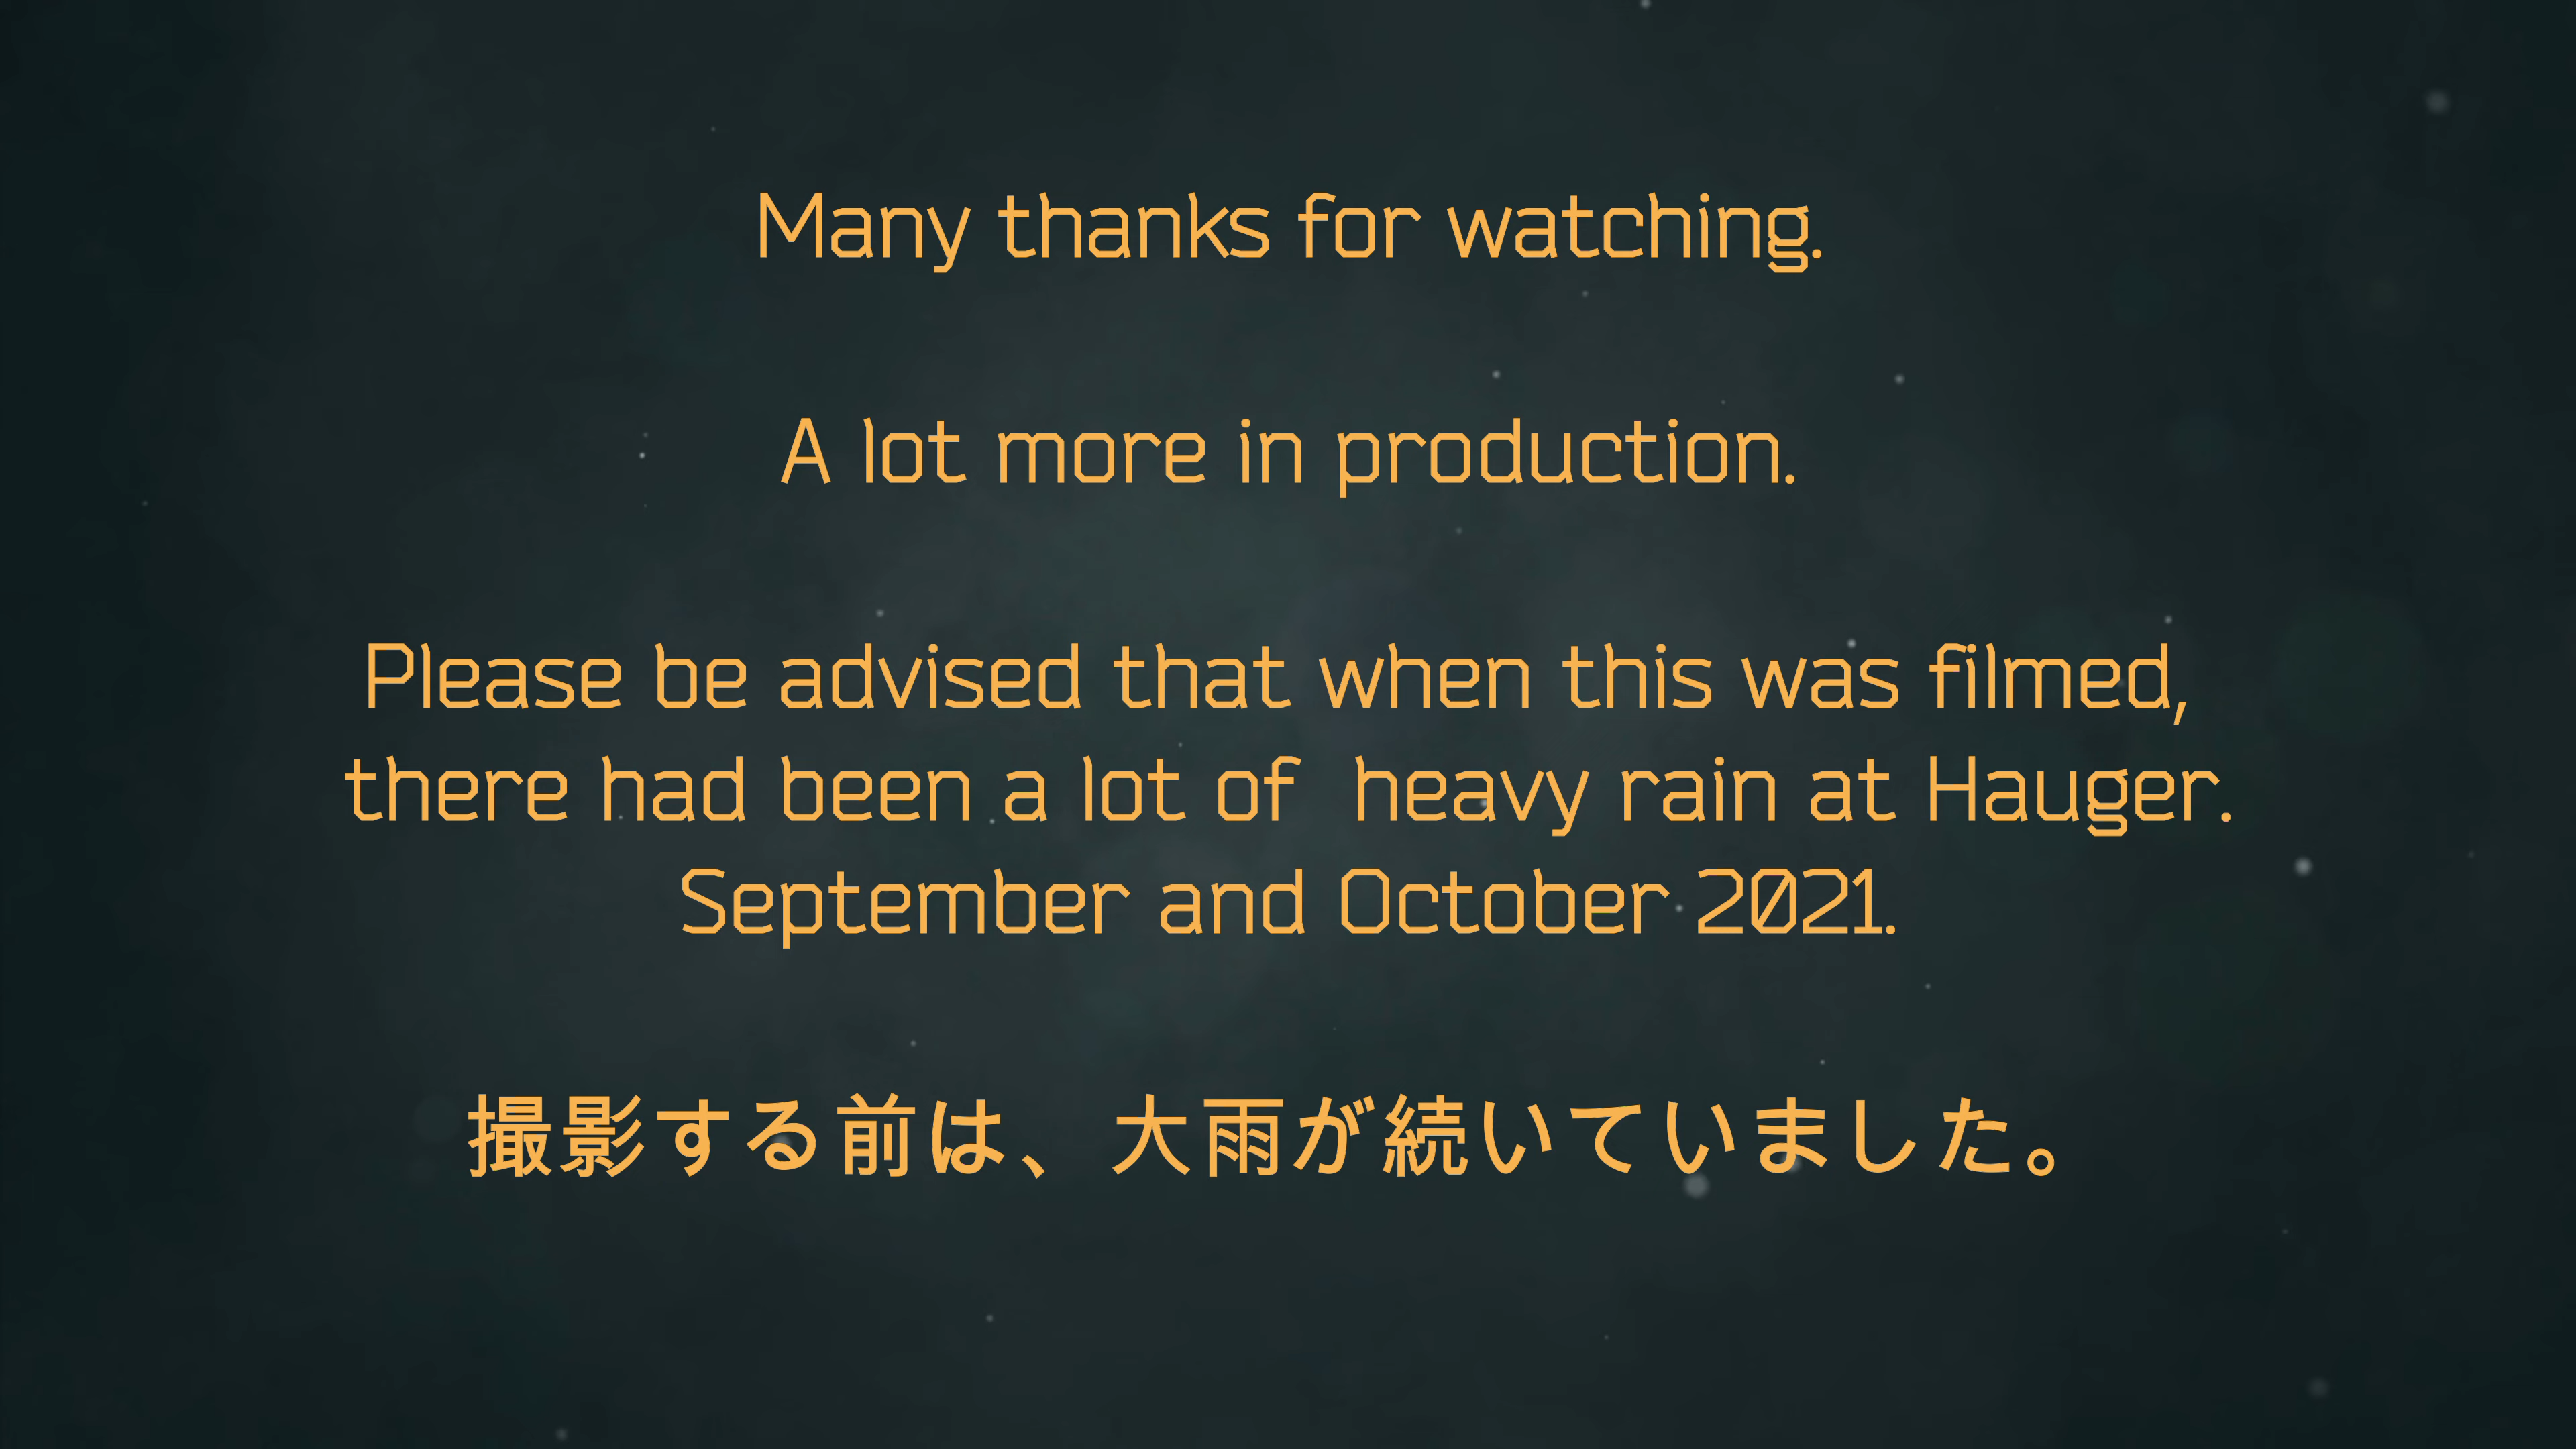 Many thanks for watching.
A lot more in production.
Please be advised that when this was filmed,
there had been a lot of  heavy rain at Hauger.
September and October 2021.
撮影する前は、大雨が続いていました。